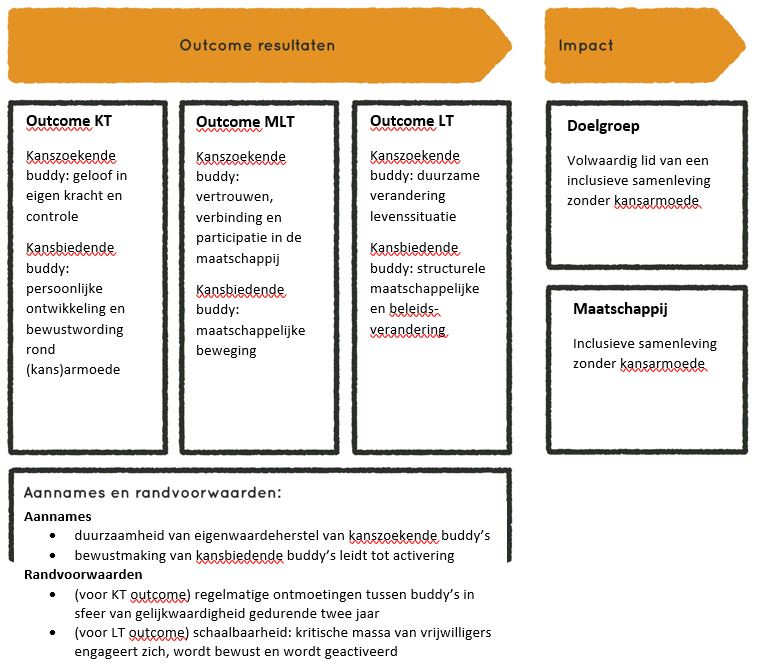 Outcome resultaten
Impact
Outcome KT
Kanszoekende
buddy: geloof in
eigen kracht en
controle
Kansbiedende
buddy:
persoonlijke
ontwikkeling en
bewustwording
rond
(kans)armoede
Outcome MLT
Kanszoekende
buddy:
vertrouwen,
verbinding en
participatie in de
maatschappij
Kansbiedende
buddy:
maatschappelijke
beweging
Outcome LT
Kanszoekende
buddy: duurzame
verandering
levenssituatie
Kansbiedende
buddy: structurele
maatschappelijke
en beleids-
verandering
Doelgroep
Volwaardig lid van een
inclusieve samenleving
zonder kansarmoede
Maatschappij
Inclusieve samenleving
zonder kansarmoede
Aannames en randvoorwaarden:
Aannames
• duurzaamheid van eigenwaardeherstel van kanszoekende buddy’s
• bewustmaking van kansbiedende buddy’s leidt tot activering
Randvoorwaarden
• (voor KT outcome) regelmatige ontmoetingen tussen buddy’s in
sfeer van gelijkwaardigheid gedurende twee jaar
• (voor LT outcome) schaalbaarheid: kritische massa van vrijwilligers
engageert zich, wordt bewust en wordt geactiveerd